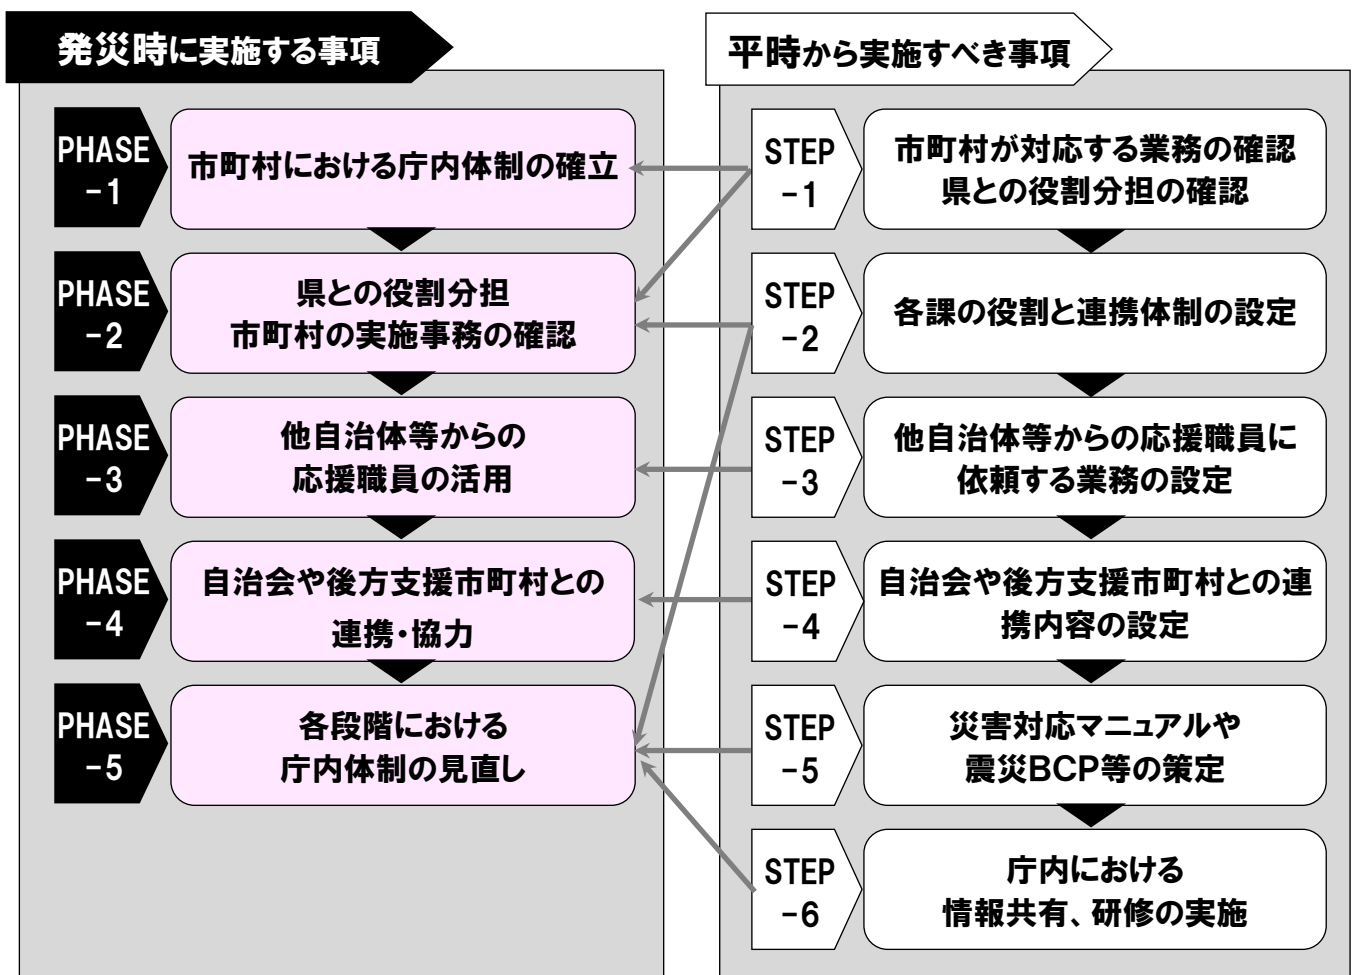 発災時に実施する事項
PHASE
-1
市町村における庁内体制の確立
PHASE
-2
県との役割分担
市町村の実施事務の確認
PHASE
-3
他自治体等からの
応援職員の活用
PHASE
-4
自治会や後方支援市町村との
連携・協力
PHASE
-5
各段階における
庁内体制の見直し
平時から実施すべき事項
STEP
-1
市町村が対応する業務の確認
県との役割分担の確認
STEP
-2
各課の役割と連携体制の設定
STEP
-3
他自治体等からの応援職員に
依頼する業務の設定
STEP
-4
自治会や後方支援市町村との連
携内容の設定
STEP
-5
災害対応マニュアルや
震災BCP等の策定
STEP
-6
庁内における
情報共有、研修の実施